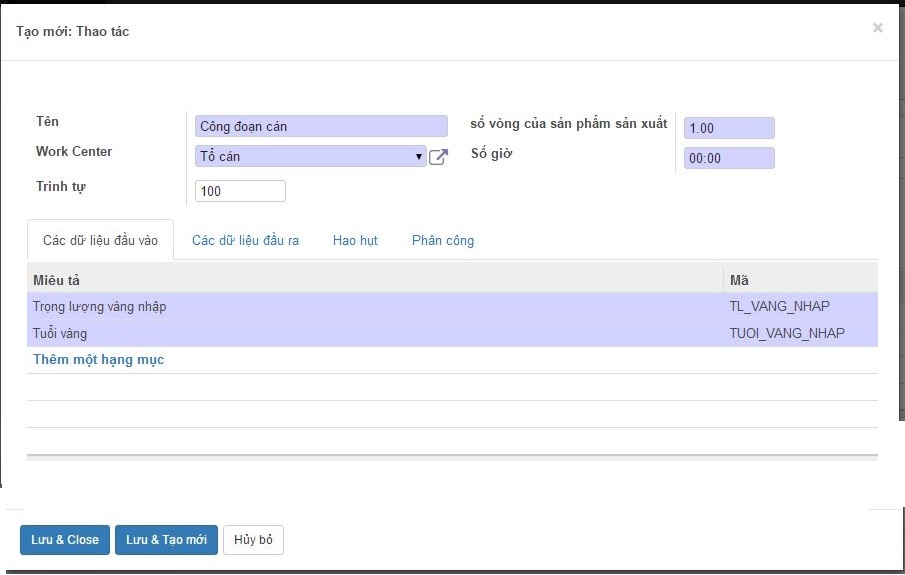 Tạo mới: Thao tác
×
Tên
Công đoạn cán
số vòng của sản phẩm sản xuất
1.00
Work Center
Tổ cán
Số giờ
00:00
Trình tự
100
Các dữ liệu đầu vào
Các dữ liệu đầu ra
Hao hụt
Phân công
Miêu tả
Mã
Trọng lượng vàng nhập
TL_VANG_NHAP
Tuổi vàng
TUOI_VANG_NHAP
Thêm một hạng mục
Lưu & Close
Lưu & Tạo mới
Hủy bỏ